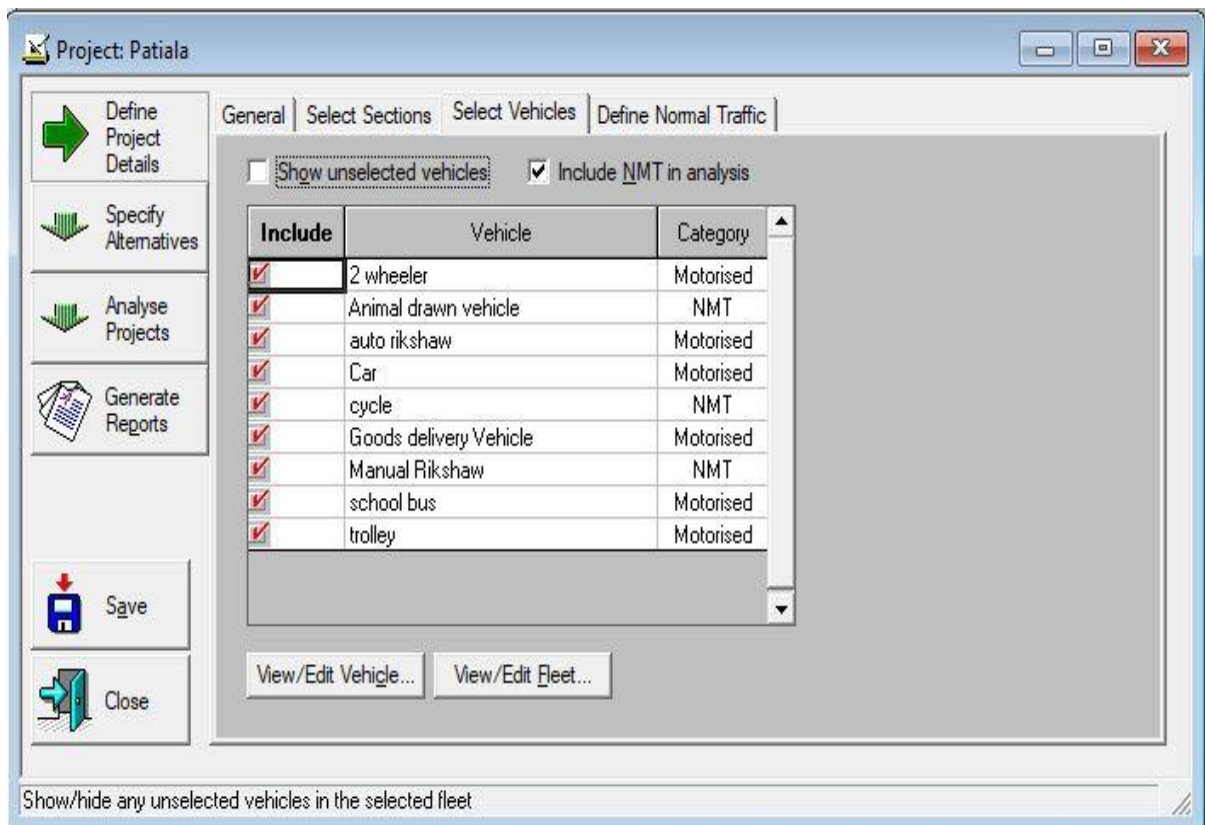 Project: Patiala
Define
Project
Details
Specify
Alternatives
Analyse
Projects
Generate
Reports
Save
Close
General Select Sections Select Vehicles Define Normal Traffic
Show unselected vehicles Include NMT in analysis
Include Vehicle Category
2 wheeler Motorised
Animal drawn vehicle NMT
auto rikshaw Motorised
Car Motorised
cycle NMT
Goods delivery Vehicle Motorised
Manual Rikshaw NMT
school bus Motorised
trolley Motorised
View/Edit Vehicle... View/Edit Fleet...
Show/hide any unselected vehicles in the selected fleet